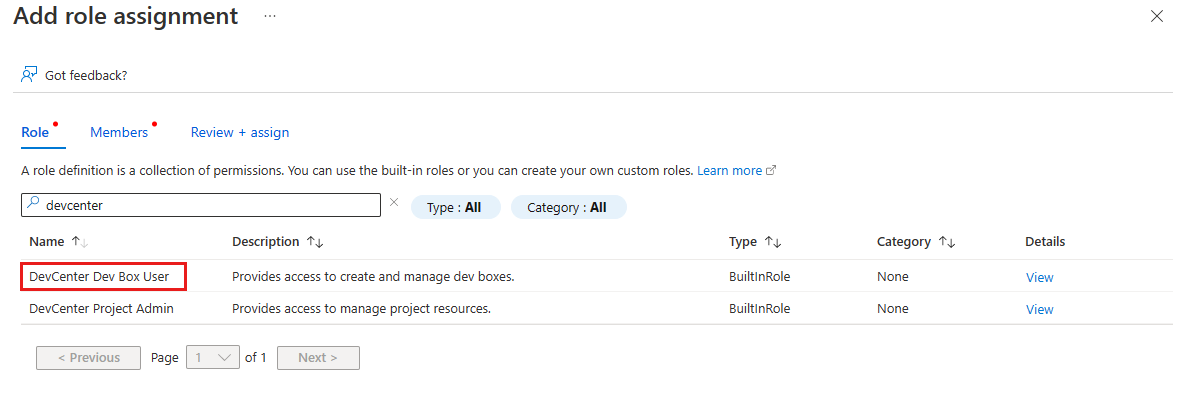 Add role assignment ...
Got feedback?
Role Members Review + assign
A role definition is a collection of permissions. You can use the built-in roles or you can create your own custom roles. Learn more
devcenter Type : All Category : All
Name Description Type Category Details
DevCenter Dev Box User Provides access to create and manage dev boxes. BuiltInRole None View
DevCenter Project Admin Provides access to manage project resources. BuiltInRole None View
< Previous Page 1 of 1 Next >